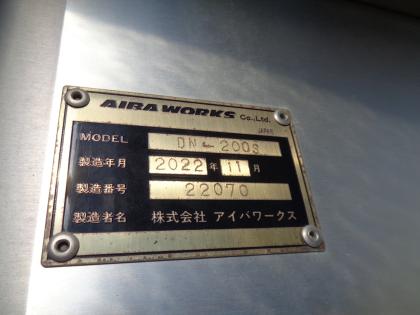 AIBA WORKS Co.,Ltd.
JAPAN
MODEL DN-200S
製造年月 2022 年 11 月
製造番号 22070
製造者名 株式会社 アイバワークス